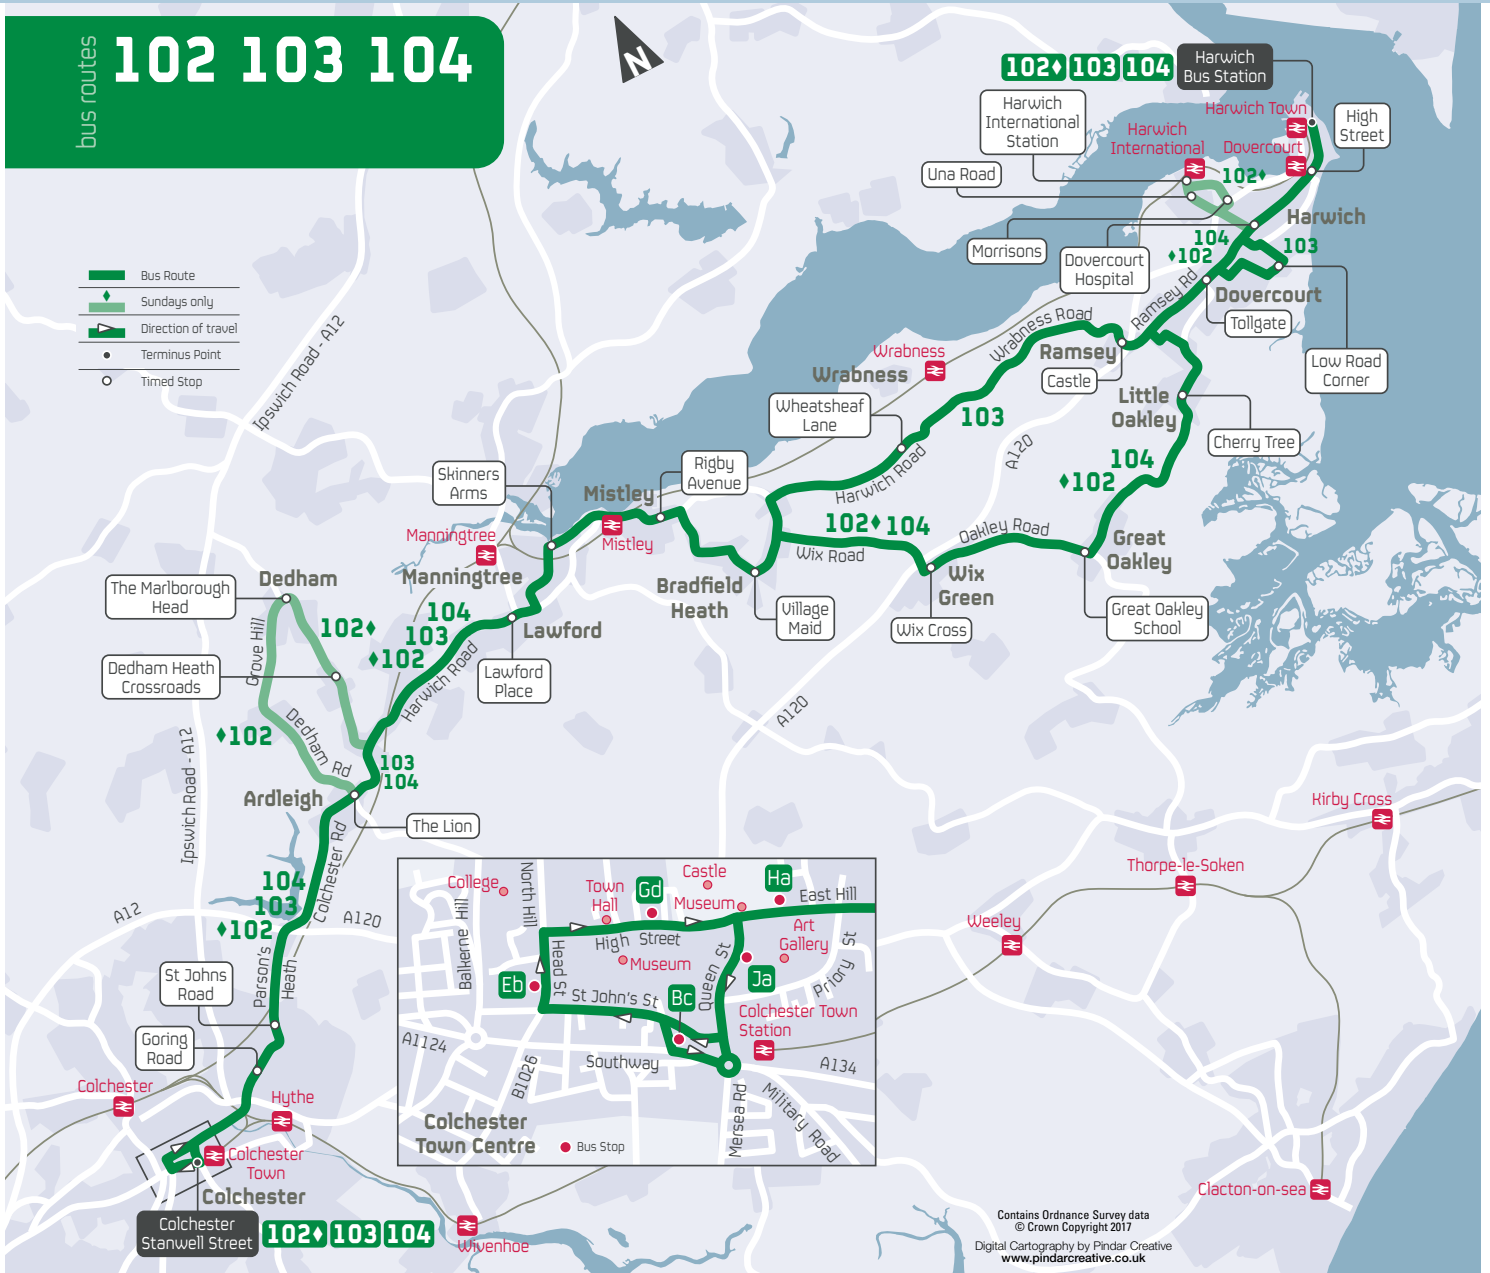 bus routes
102 103 104
N
102♦ 103 104
Harwich
Bus Station
Harwich
International
Station
Harwich Town
Harwich
International
Dovercourt
High
Street
Una Road
102♦
Harwich
Morrisons
Dovercourt
Hospital
104
♦102
103
Ramsey Rd
Dovercourt
Tollgate
Low Road
Corner
Bus Route
Sundays only
Direction of travel
Terminus Point
Timed Stop
Ipswich Road - A12
Wrabness Road
Wrabness
Wrabness
Ramsey
Castle
Little
Oakley
Cherry Tree
Wheatsheaf
Lane
103
A120
Harwich Road
104
♦102
Skinners
Arms
Rigby
Avenue
Mistley
Mistley
Manningtree
Manningtree
102♦ 104
Wix Road
Oakley Road
Great
Oakley
Wix
Green
Bradfield
Heath
Village
Maid
Wix Cross
Great Oakley
School
The Marlborough
Head
Dedham
Grove Hill
102♦
104
103
♦102
Lawford
Lawford
Place
Harwich Road
Dedham Heath
Crossroads
♦102
Dedham Rd
Ipswich Road - A12
A120
103
104
Ardleigh
The Lion
Colchester Rd
104
103
♦102
A12
A120
Parson's
Heath
St Johns
Road
Goring
Road
Colchester
Hythe
Colchester
Town
Colchester
Colchester
Stanwell Street
102♦ 103 104
Wivenhoe
Kirby Cross
Thorpe-le-Soken
Weeley
Clacton-on-sea
College
North Hill
Town
Hall
Gd
Castle
Museum
Ha
East Hill
Balkerne Hill
Head St
High Street
Museum
Queen St
Art
Gallery
Priory St
Eb
St John's St
Bc
Ja
Colchester Town
Station
A1124
B1026
Southway
A134
Mersea Rd
Military Road
Colchester
Town Centre
Bus Stop
Contains Ordnance Survey data
© Crown Copyright 2017
Digital Cartography by Pindar Creative
www.pindarcreative.co.uk